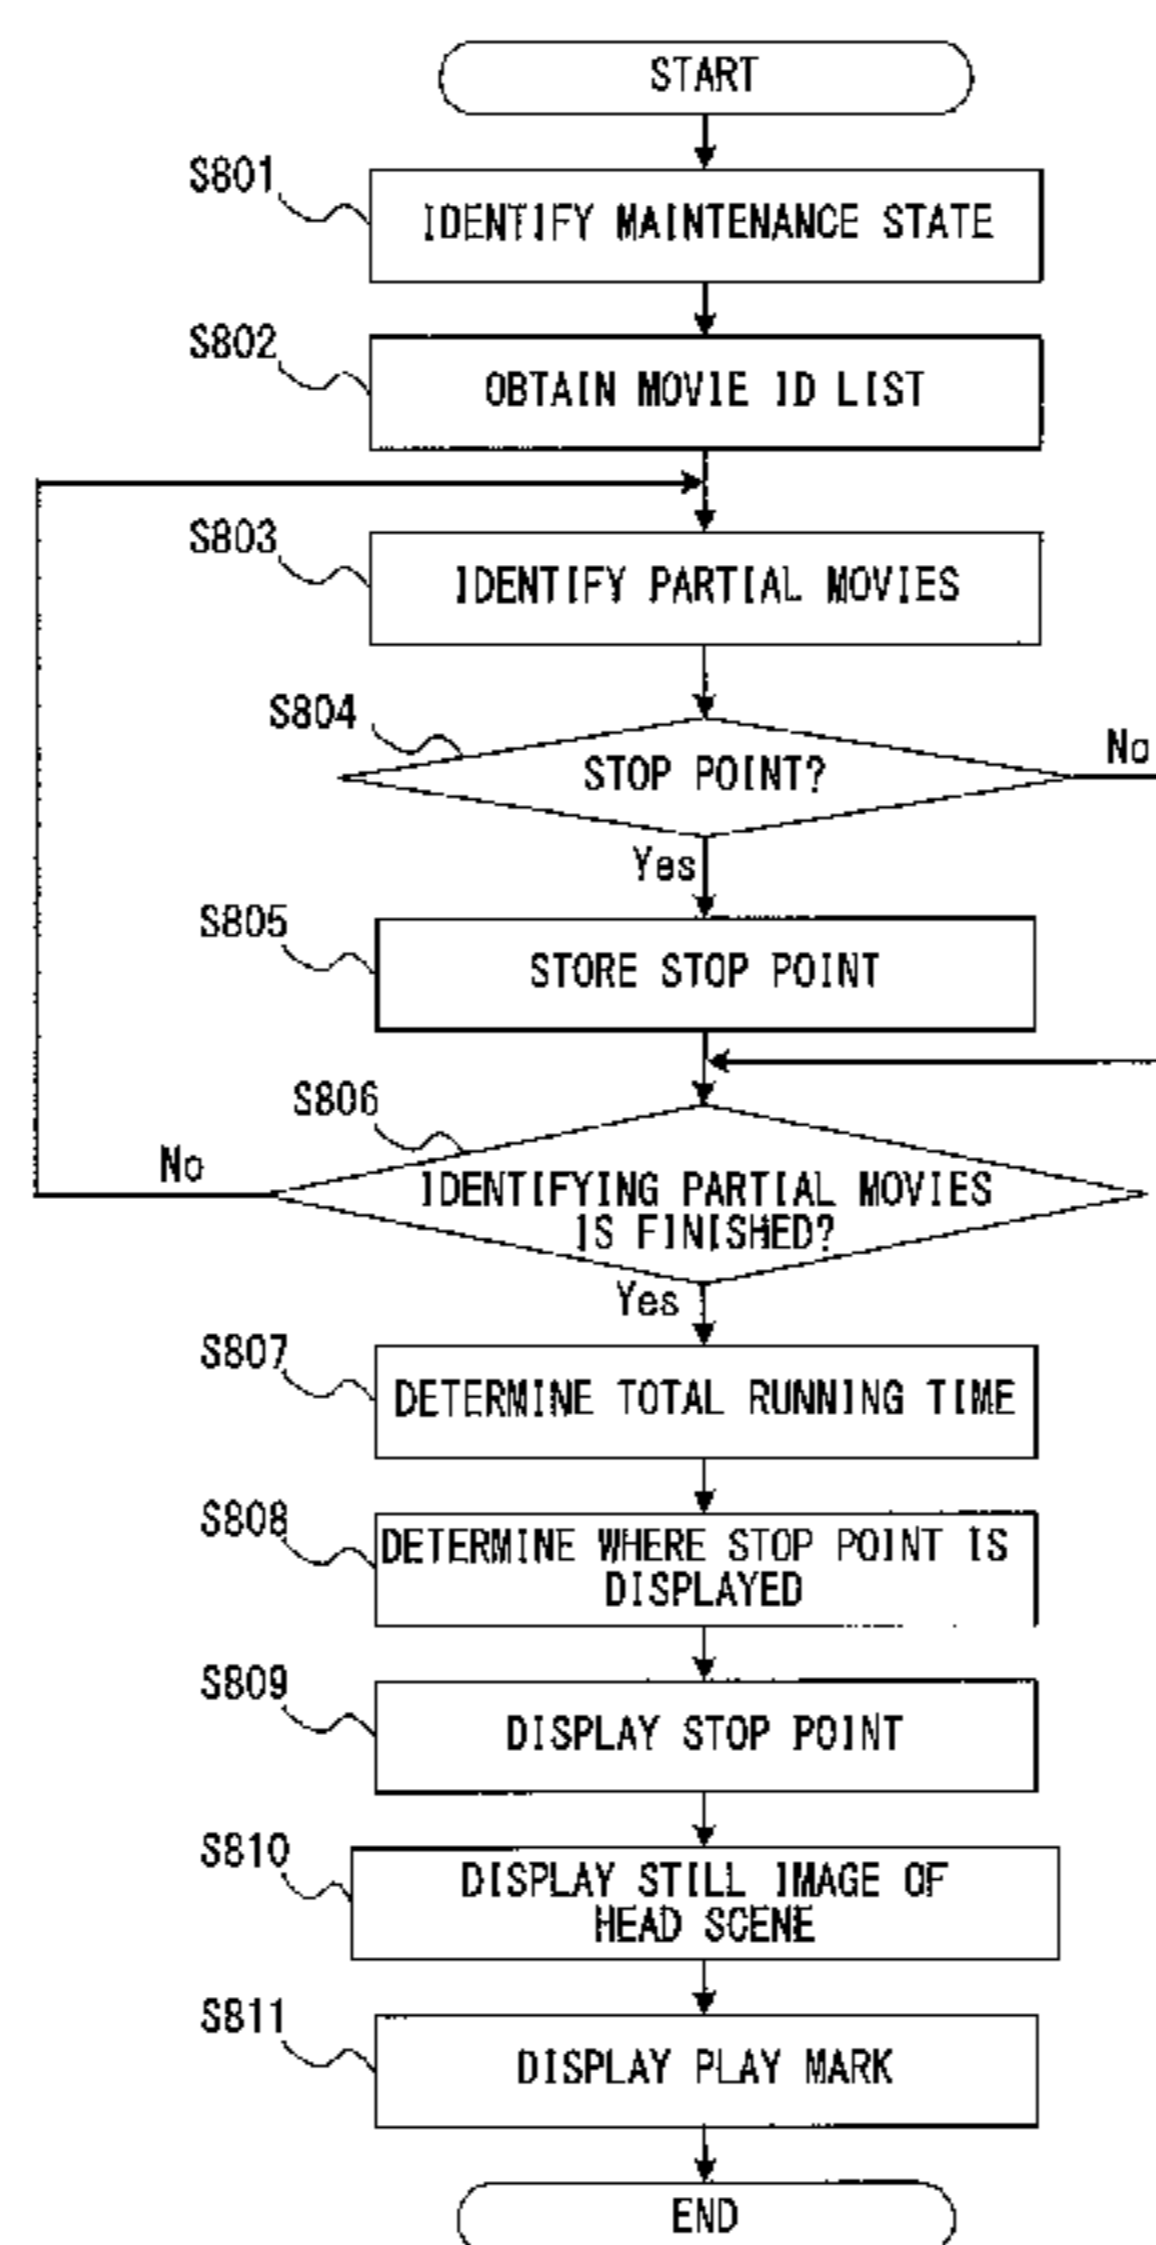 START
S801
IDENTIFY MAINTENANCE STATE
S802
OBTAIN MOVIE ID LIST
S803
IDENTIFY PARTIAL MOVIES
S804
STOP POINT?
No
Yes
S805
STORE STOP POINT
S806
No
IDENTIFYING PARTIAL MOVIES
IS FINISHED?
Yes
S807
DETERMINE TOTAL RUNNING TIME
S808
DETERMINE WHERE STOP POINT IS
DISPLAYED
S809
DISPLAY STOP POINT
S810
DISPLAY STILL IMAGE OF
HEAD SCENE
S811
DISPLAY PLAY MARK
END